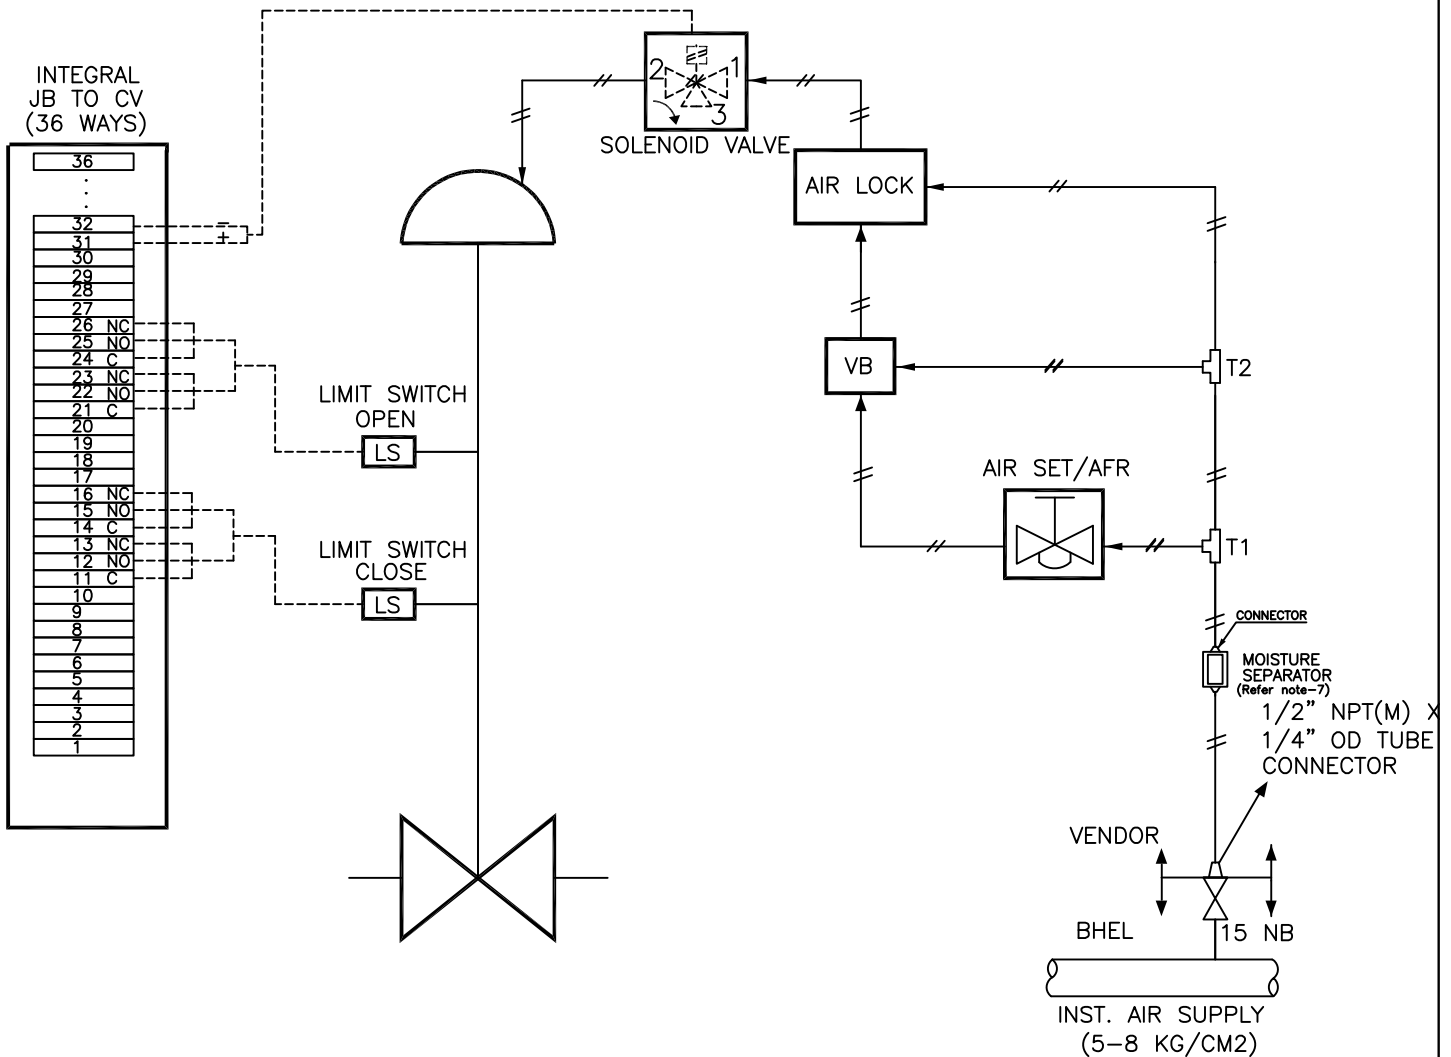 INTEGRAL
JB TO CV
(36 WAYS)
36
32 −
31 +
30
29
28
27
26 NC
25 NO
24 C
23 NC
22 NO
21 C
20
19
18
17
16 NC
15 NO
14 C
13 NC
12 NO
11 C
10
9
8
7
6
5
4
3
2
1
2 1
3
SOLENOID VALVE
AIR LOCK
VB
T2
LIMIT SWITCH
OPEN
LS
AIR SET/AFR
T1
LIMIT SWITCH
CLOSE
LS
CONNECTOR
MOISTURE
SEPARATOR
(Refer note-7)
1/2" NPT(M) X
1/4" OD TUBE
CONNECTOR
VENDOR
BHEL
15 NB
INST. AIR SUPPLY
(5-8 KG/CM2)